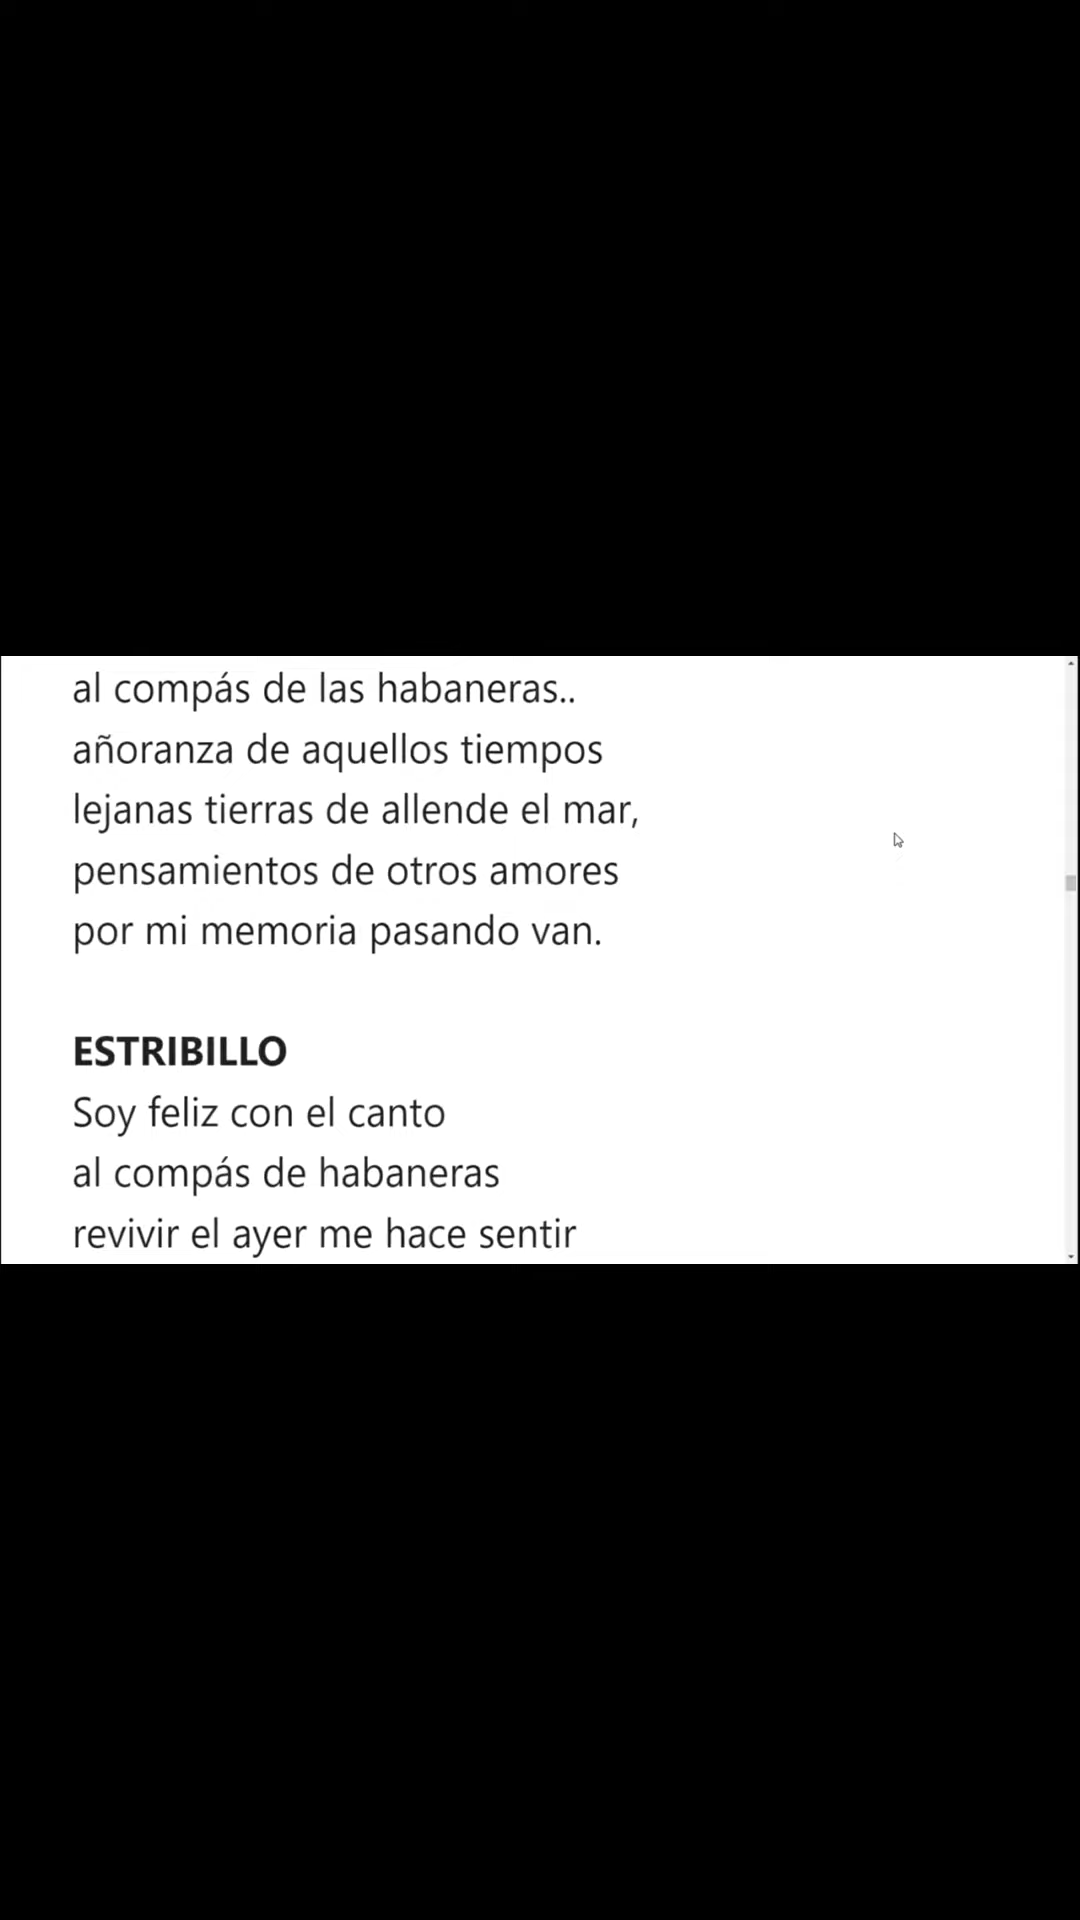 al compás de las habaneras..
añoranza de aquellos tiempos
lejanas tierras de allende el mar,
pensamientos de otros amores
por mi memoria pasando van.
ESTRIBILLO
Soy feliz con el canto
al compás de habaneras
revivir el ayer me hace sentir